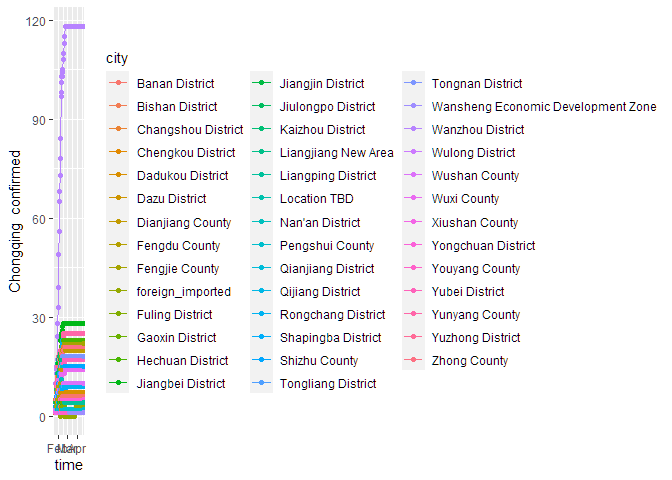 120
90
60
30
0
Chongqing confirmed
time
city
Banan District
Bishan District
Changshou District
Chengkou District
Dadukou District
Dazu District
Dianjiang County
Fengdu County
Fengjie County
foreign_imported
Fuling District
Gaoxin District
Hechuan District
Jiangbei District
Jiangjin District
Jiulongpo District
Kaizhou District
Liangjiang New Area
Liangping District
Location TBD
Nan'an District
Pengshui County
Qianjiang District
Qijiang District
Rongchang District
Shapingba District
Shizhu County
Tongliang District
Tongnan District
Wansheng Economic Development Zone
Wanzhou District
Wulong District
Wushan County
Wuxi County
Xiushan County
Yongchuan District
Youyang County
Yubei District
Yunyang County
Yuzhong District
Zhong County